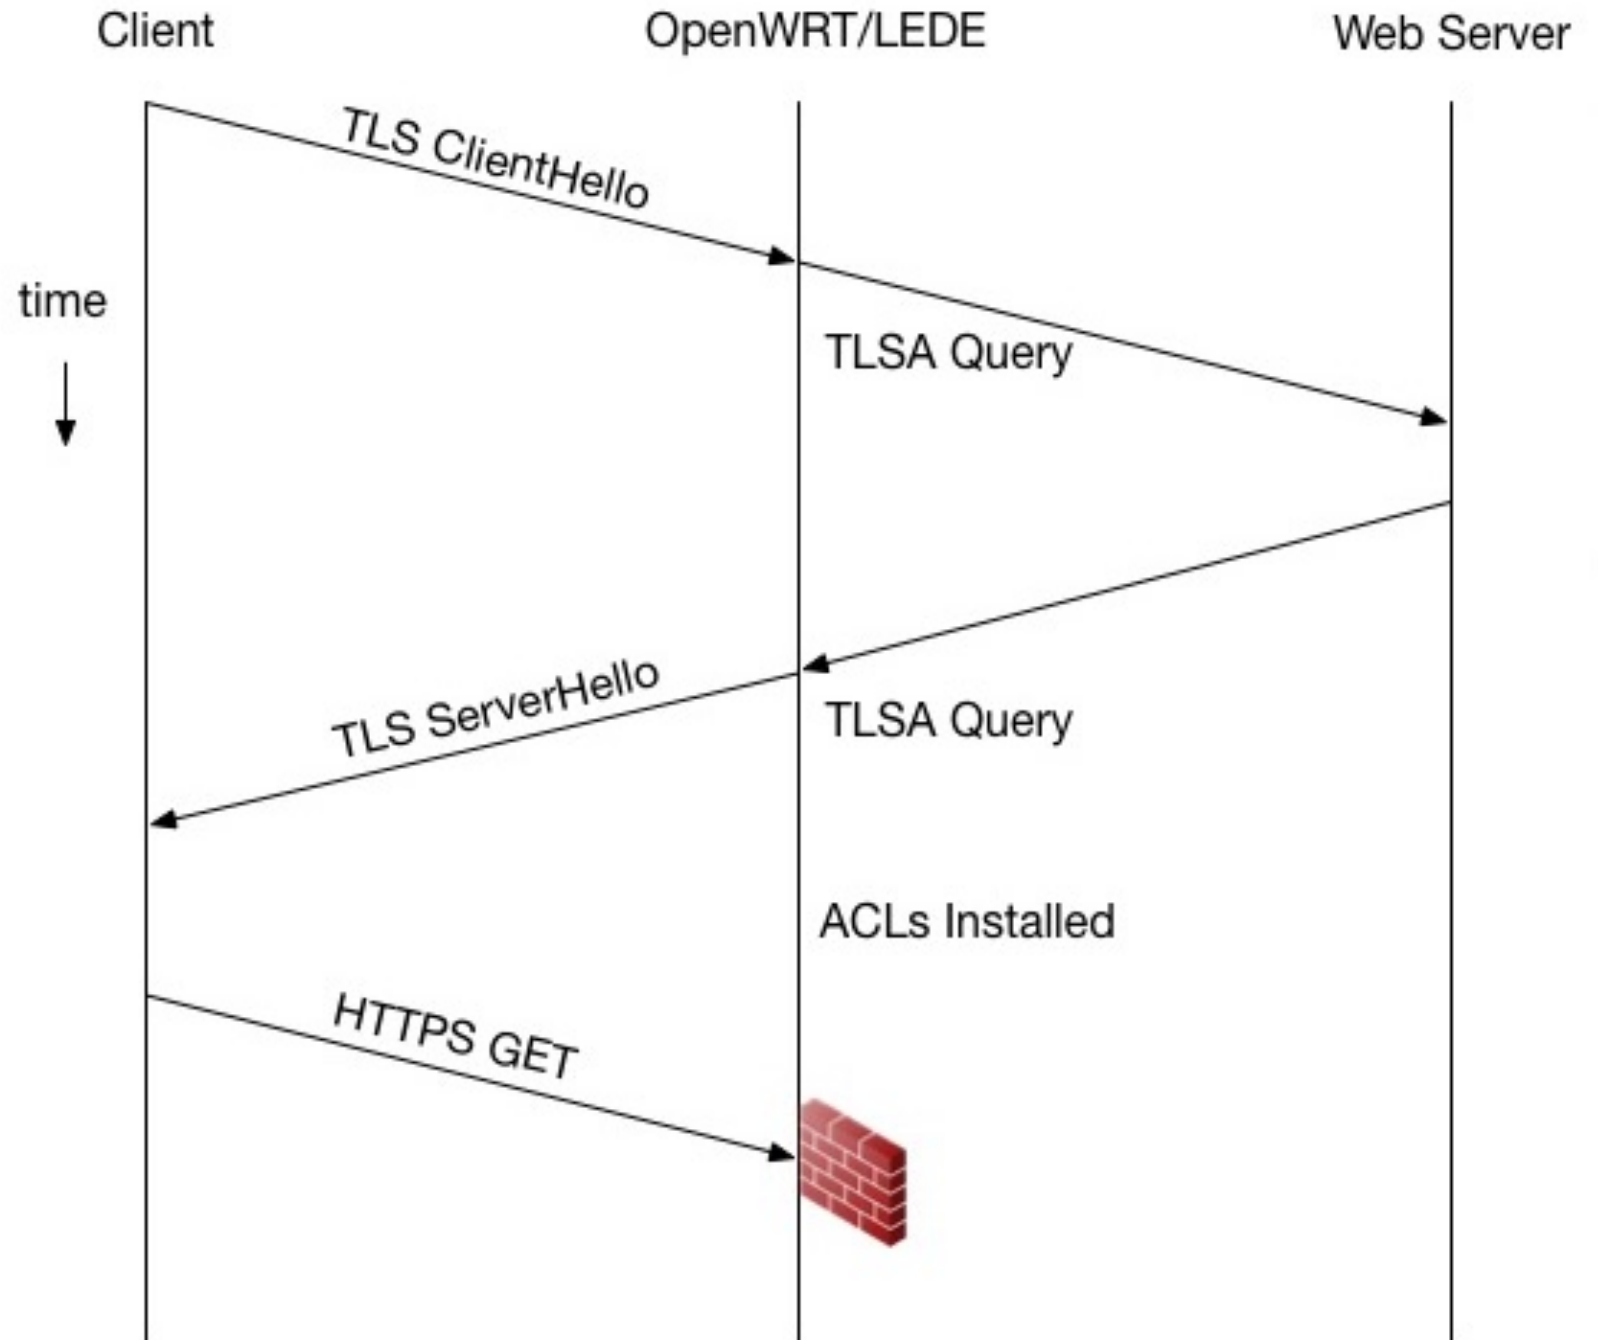 Client
OpenWRT/LEDE
Web Server
TLS ClientHello
time
TLSA Query
TLS ServerHello
TLSA Query
ACLs Installed
HTTPS GET